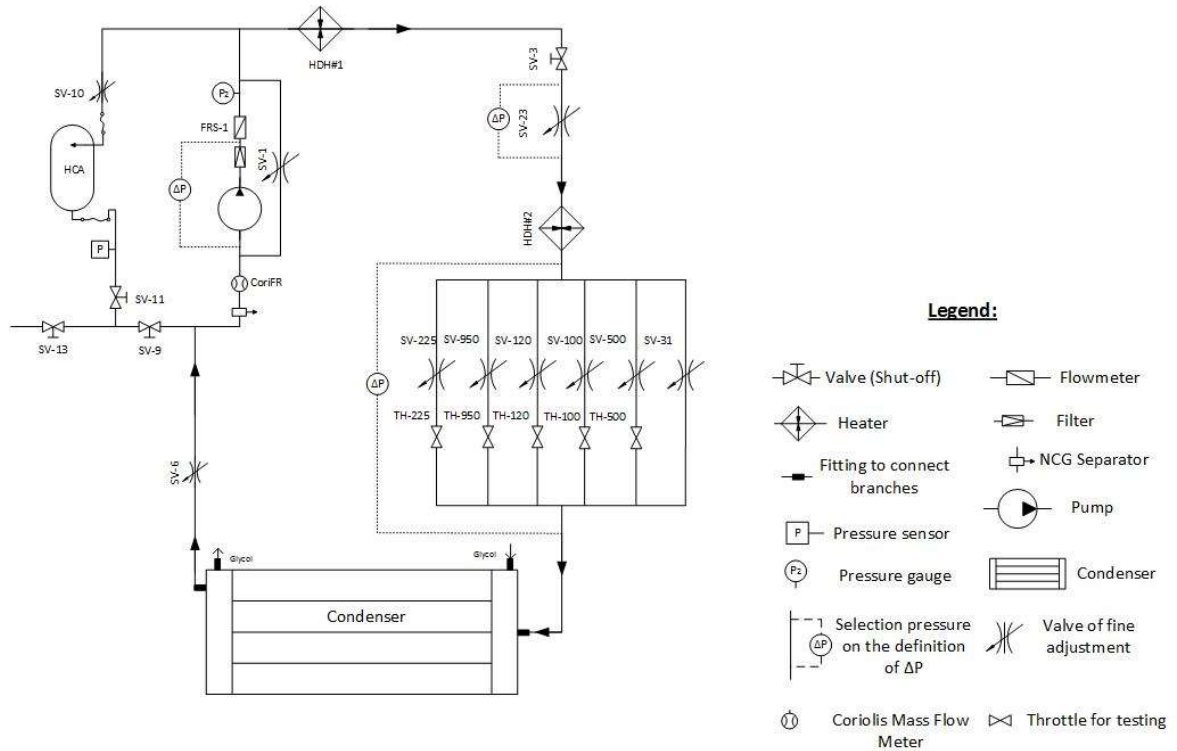 HDH#1
SV-3
SV-10
P₂
FRS-1
SV-1
ΔP
SV-23
HCA
ΔP
HDH#2
P
CoriFR
SV-11
SV-13
SV-9
SV-225 SV-950 SV-120 SV-100 SV-500 SV-31
ΔP
TH-225 TH-950 TH-120 TH-100 TH-500
SV-6
Glycol
Glycol
Condenser
Legend:
Valve (Shut-off)
Flowmeter
Heater
Filter
Fitting to connect
branches
NCG Separator
Pump
P
Pressure sensor
P₂
Pressure gauge
Condenser
Selection pressure
on the definition
of ΔP
ΔP
Valve of fine
adjustment
Coriolis Mass Flow
Meter
Throttle for testing